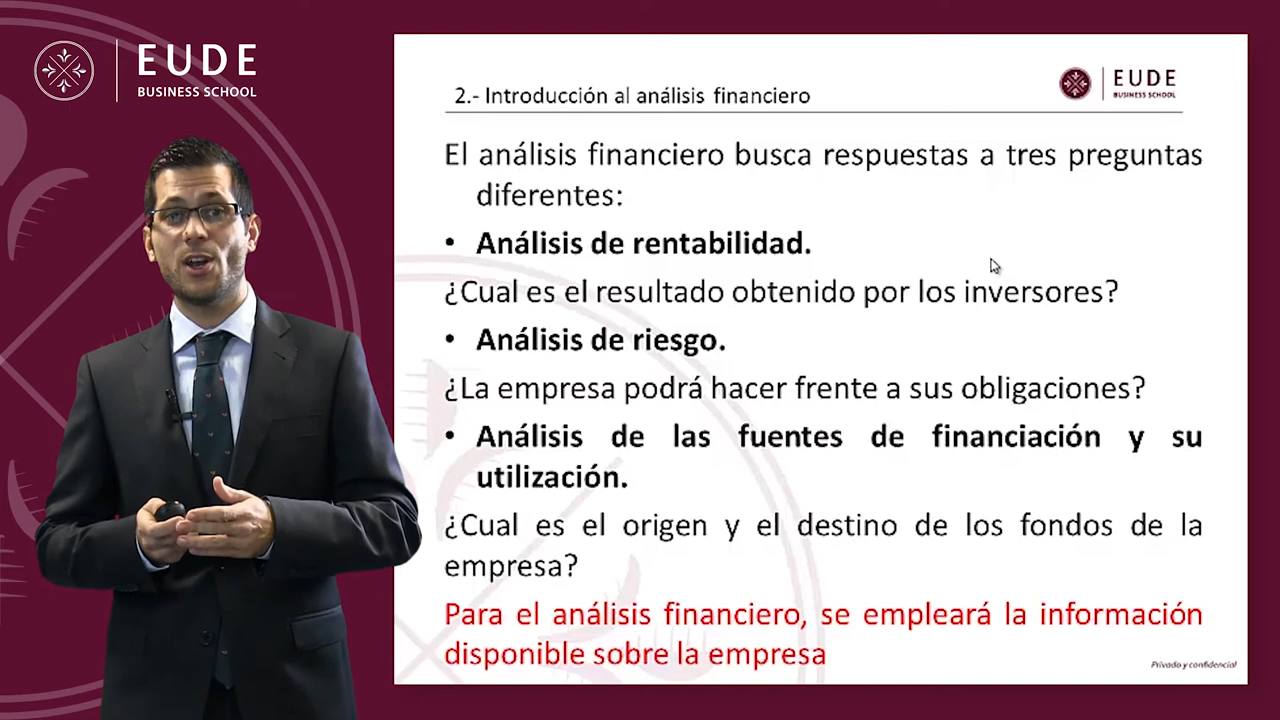 EUDE
BUSINESS SCHOOL
2.- Introducción al análisis financiero
EUDE
BUSINESS SCHOOL
El análisis financiero busca respuestas a tres preguntas
diferentes:
• Análisis de rentabilidad.
¿Cual es el resultado obtenido por los inversores?
• Análisis de riesgo.
¿La empresa podrá hacer frente a sus obligaciones?
• Análisis de las fuentes de financiación y su
utilización.
¿Cual es el origen y el destino de los fondos de la
empresa?
Para el análisis financiero, se empleará la información
disponible sobre la empresa
Privado y confidencial